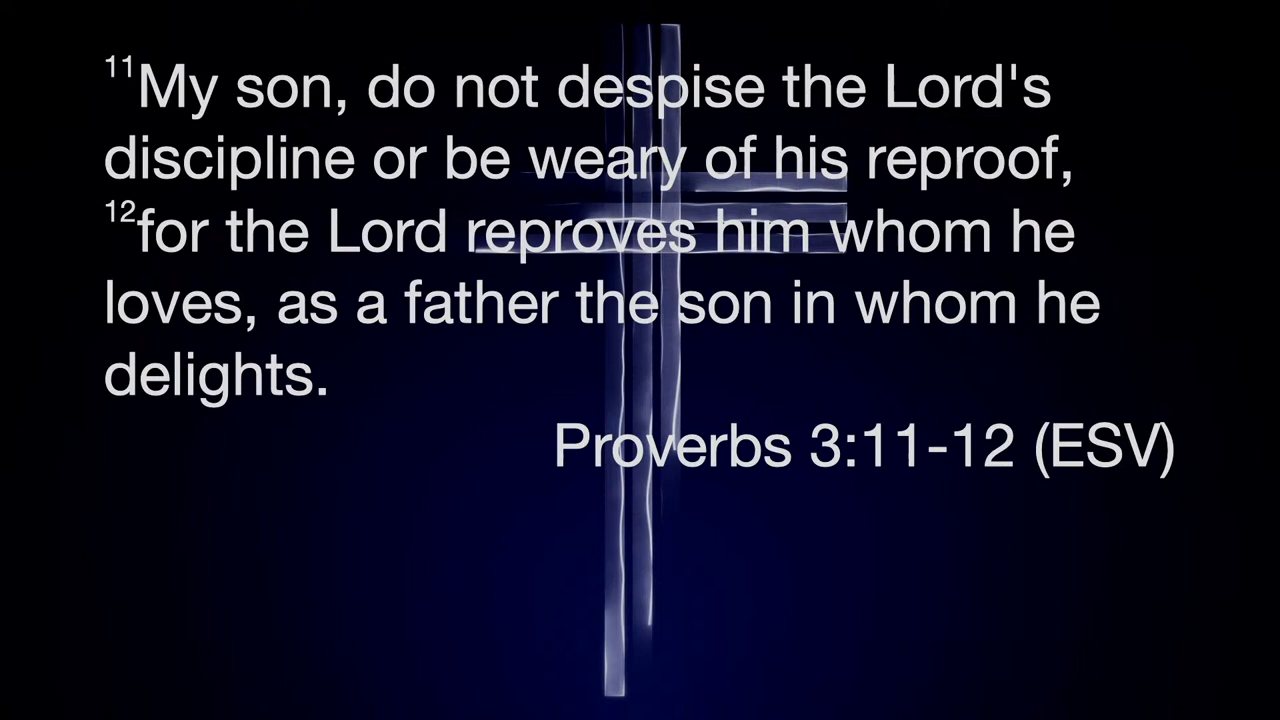 11My son, do not despise the Lord's
discipline or be weary of his reproof,
12for the Lord reproves him whom he
loves, as a father the son in whom he
delights.
Proverbs 3:11-12 (ESV)